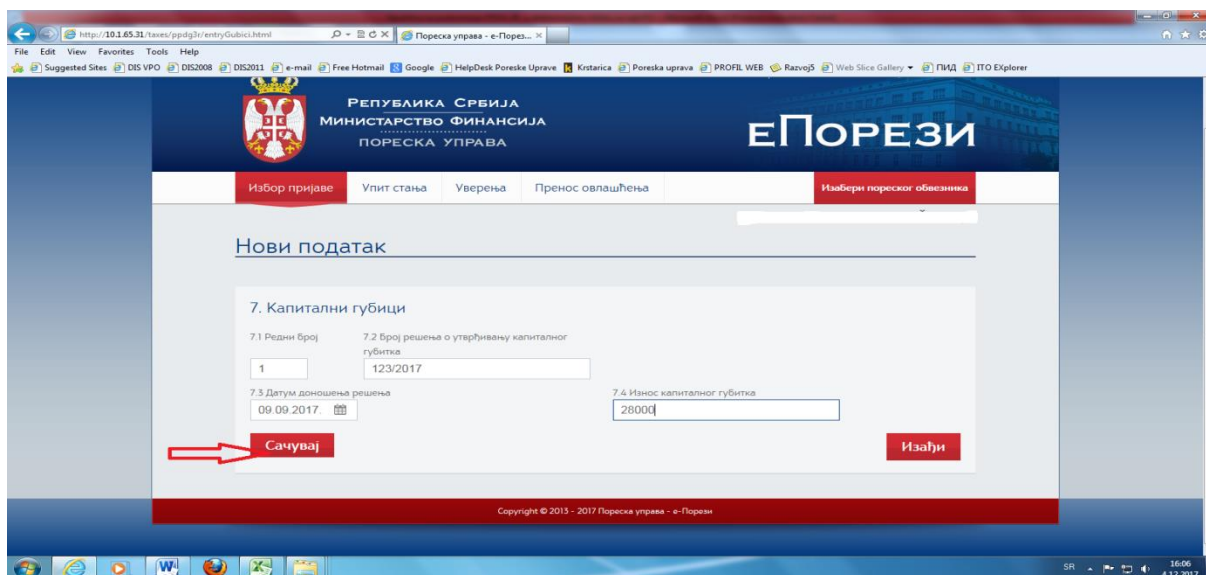 http://10.1.65.31/taxes/ppdg3r/entryGubici.html
Пореска управа - е-Порез...
File Edit View Favorites Tools Help
Suggested Sites DIS VPO DIS2008 DIS2011 e-mail Free Hotmail Google HelpDesk Poreske Uprave Krstarica Poreska uprava PROFIL WEB Razvoj5 Web Slice Gallery ПИД ITO EXplorer
Република Србија
Министарство Финансија
ПОРЕСКА УПРАВА
еПорези
Избор пријаве Упит стања Уверења Пренос овлашћења Изабери пореског обвезника
Нови податак
7. Капитални губици
7.1 Редни број 7.2 Број решења о утврђивању капиталног
губитка
1 123/2017
7.3 Датум доношења решења 7.4 Износ капиталног губитка
09.09.2017. 28000
Сачувај Изађи
Copyright © 2013 - 2017 Пореска управа - е-Порези
SR 16:06
4.12.2017